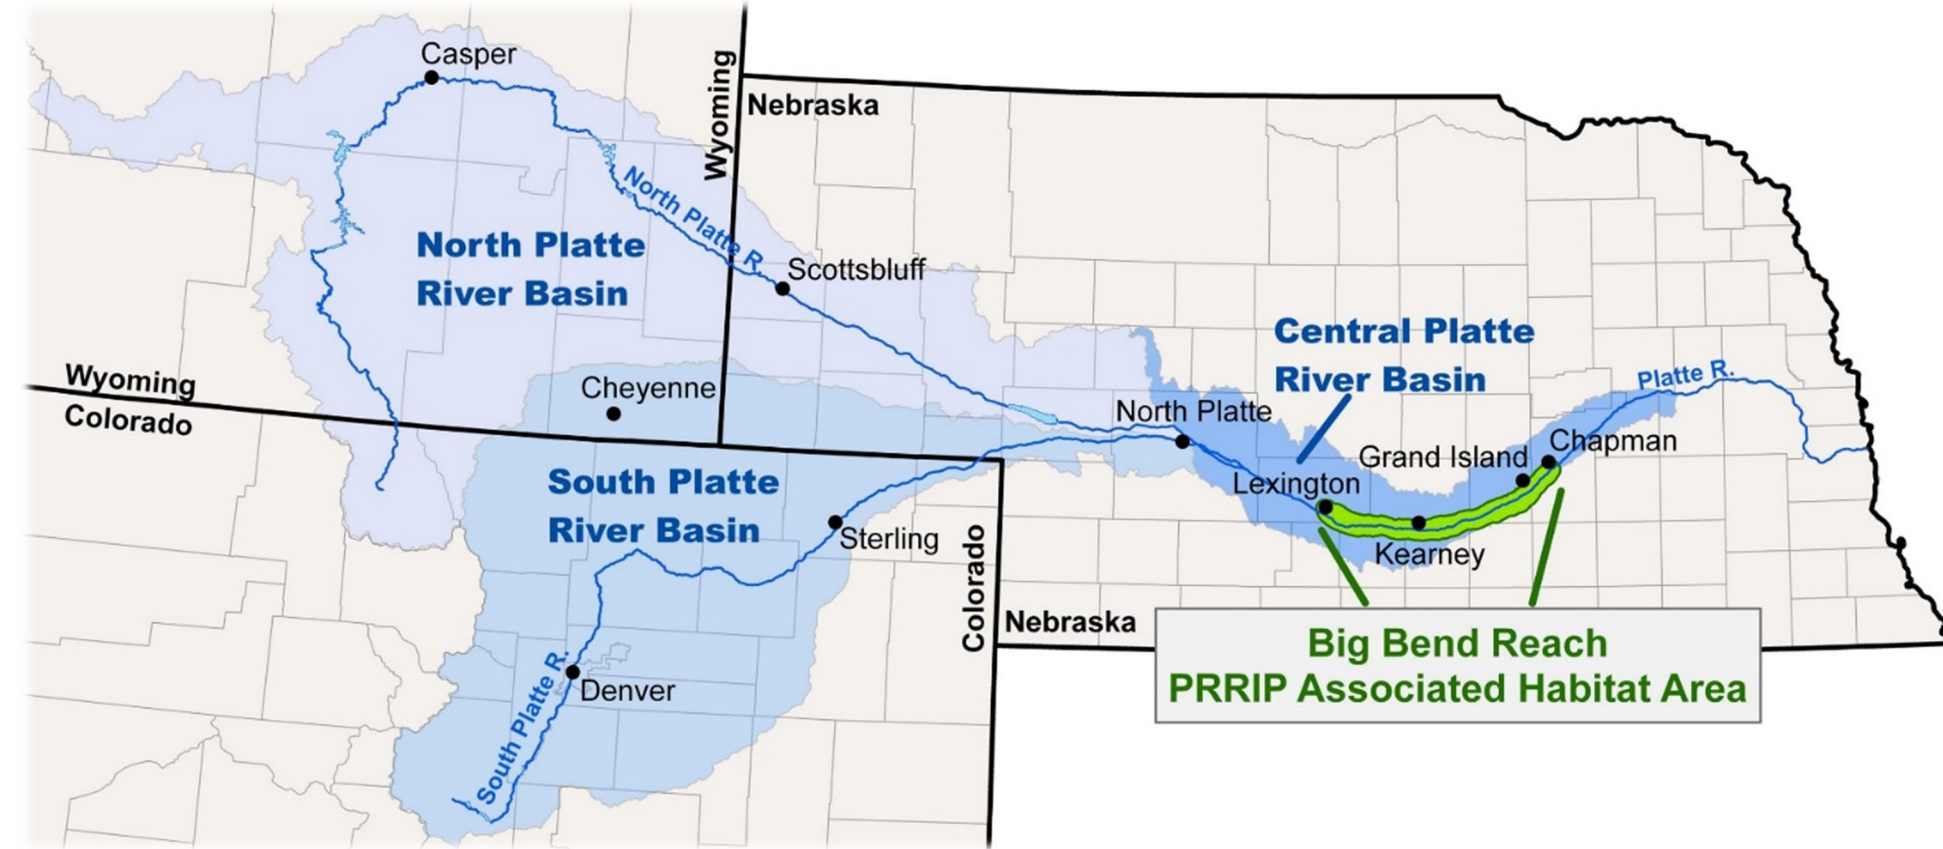 Casper
Wyoming
Nebraska
North Platte R.
North Platte
River Basin
Scottsbluff
Central Platte
River Basin
Platte R.
Wyoming
Colorado
Cheyenne
North Platte
Grand Island
Chapman
South Platte
River Basin
Lexington
Sterling
Kearney
Colorado
Nebraska
South Platte R.
Denver
Big Bend Reach
PRRIP Associated Habitat Area